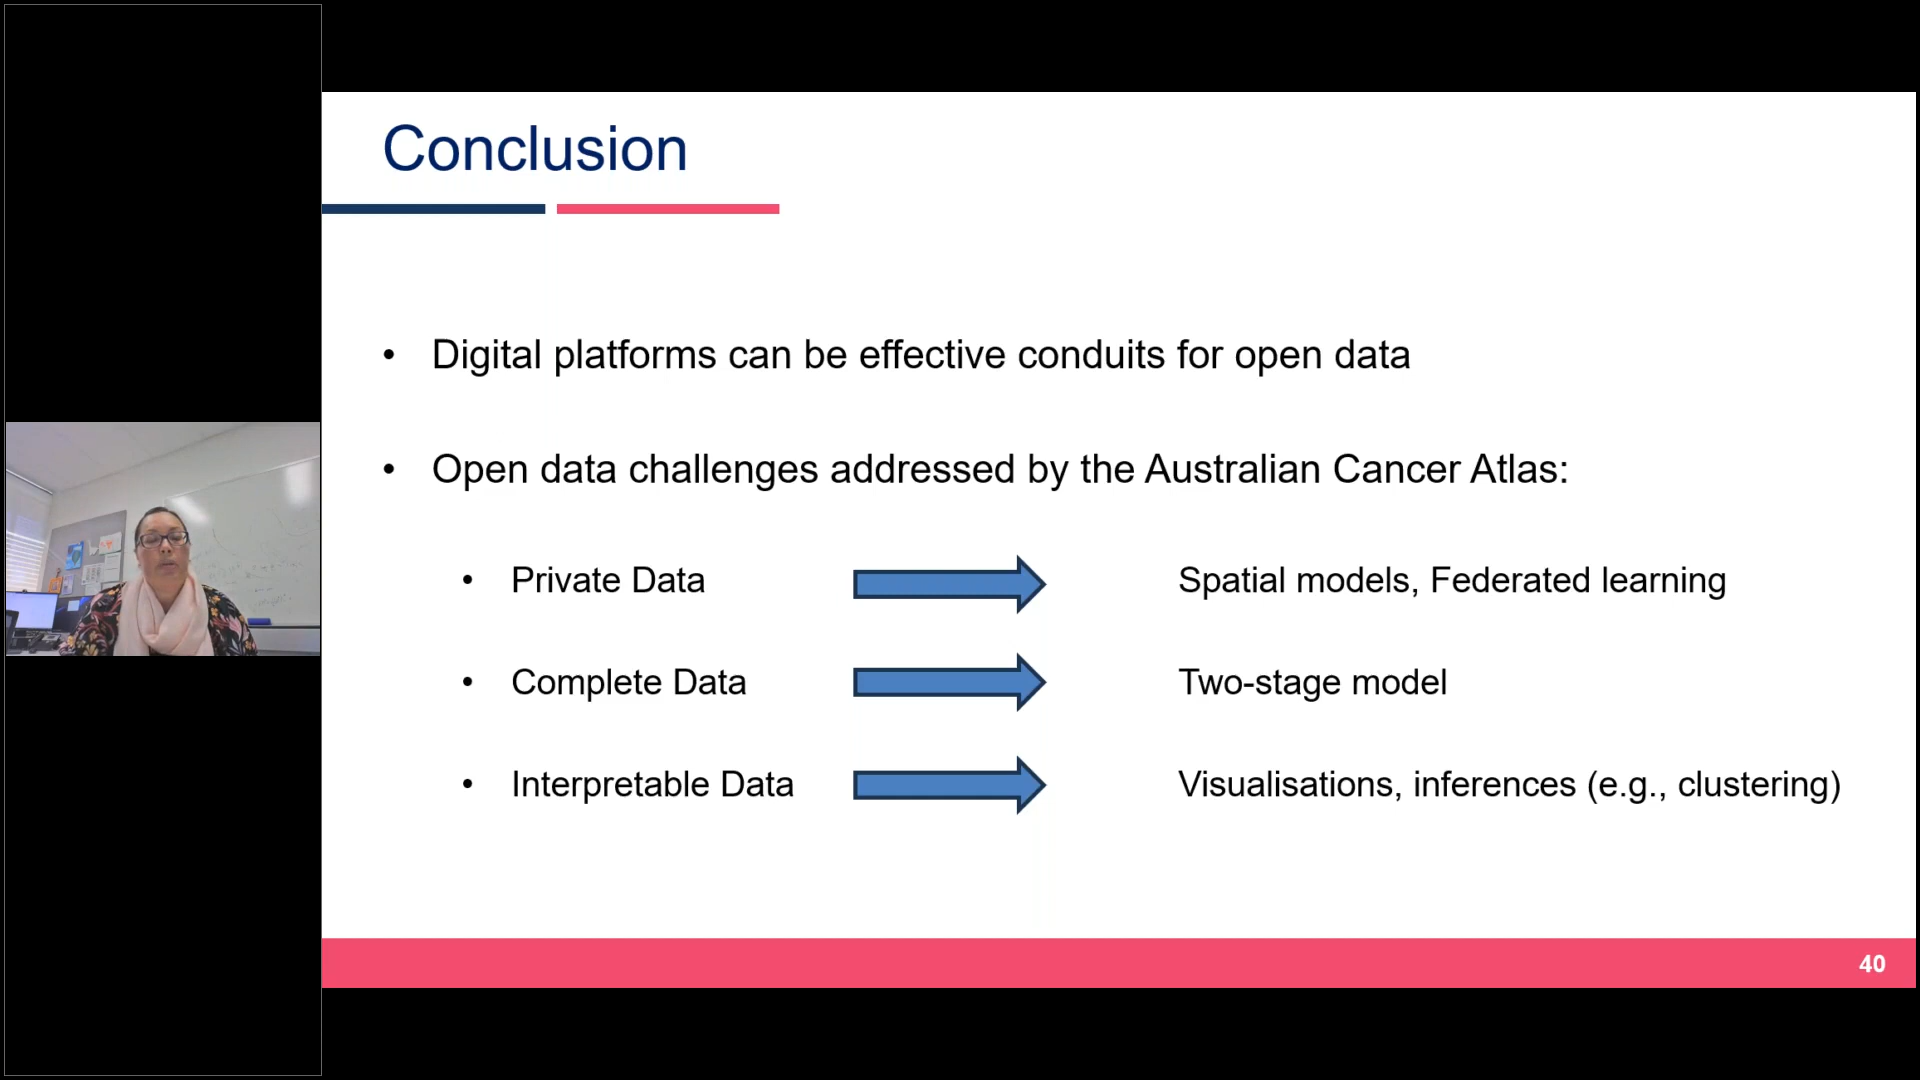 Conclusion
• Digital platforms can be effective conduits for open data
• Open data challenges addressed by the Australian Cancer Atlas:
• Private Data Spatial models, Federated learning
• Complete Data Two-stage model
• Interpretable Data Visualisations, inferences (e.g., clustering)
40